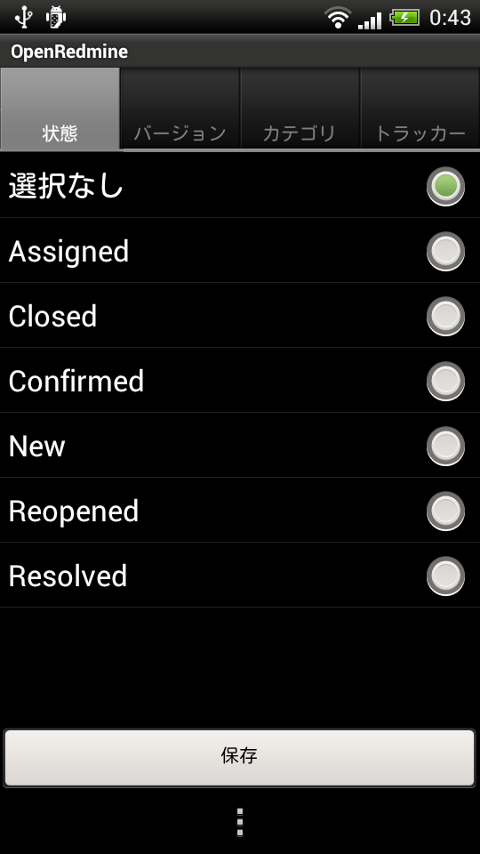 0:43
OpenRedmine
状態 バージョン カテゴリ トラッカー
選択なし
Assigned
Closed
Confirmed
New
Reopened
Resolved
保存